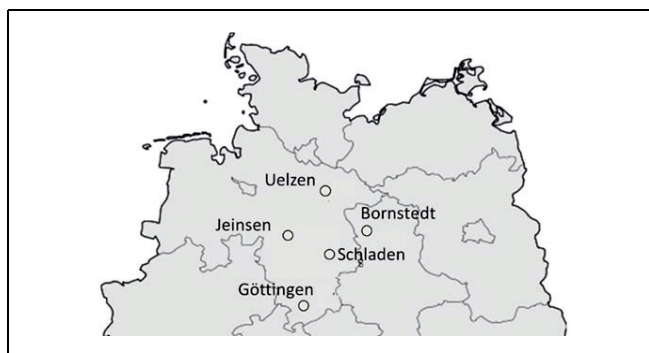 Uelzen
Bornstedt
Jeinsen
Schladen
Göttingen